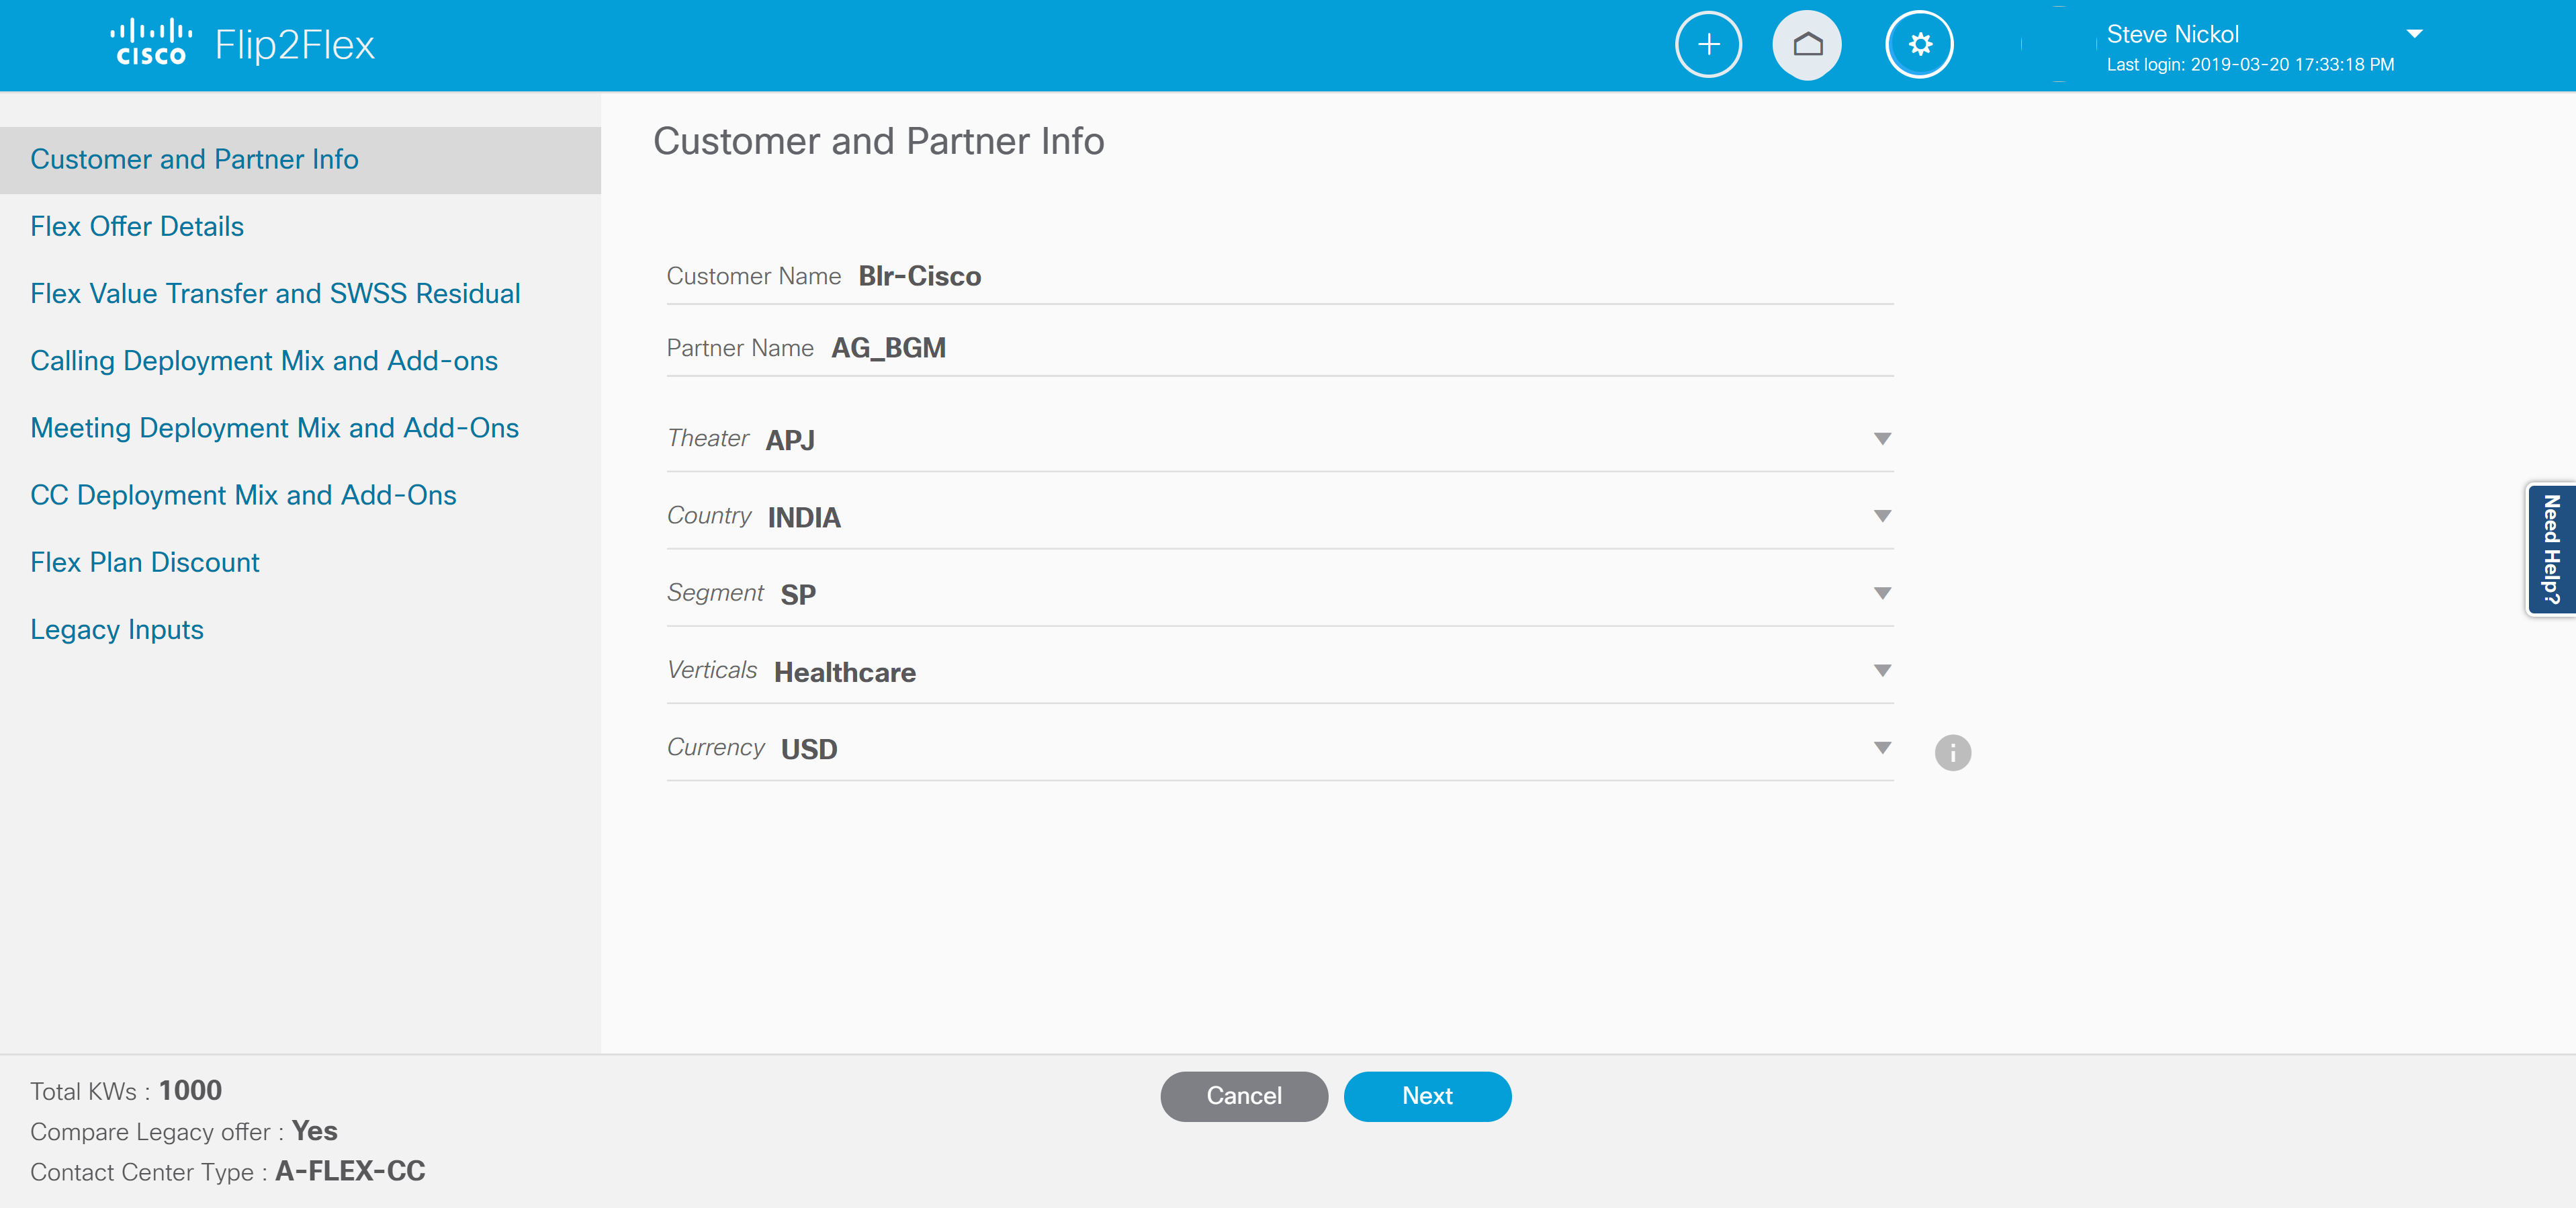 CISCO Flip2Flex
Steve Nickol
Last login: 2019-03-20 17:33:18 PM
Customer and Partner Info
Flex Offer Details
Flex Value Transfer and SWSS Residual
Calling Deployment Mix and Add-ons
Meeting Deployment Mix and Add-Ons
CC Deployment Mix and Add-Ons
Flex Plan Discount
Legacy Inputs
Customer and Partner Info
Customer Name Blr-Cisco
Partner Name AG_BGM
Theater APJ
Country INDIA
Segment SP
Verticals Healthcare
Currency USD
i
Need Help?
Total KWs : 1000
Compare Legacy offer : Yes
Contact Center Type : A-FLEX-CC
Cancel Next